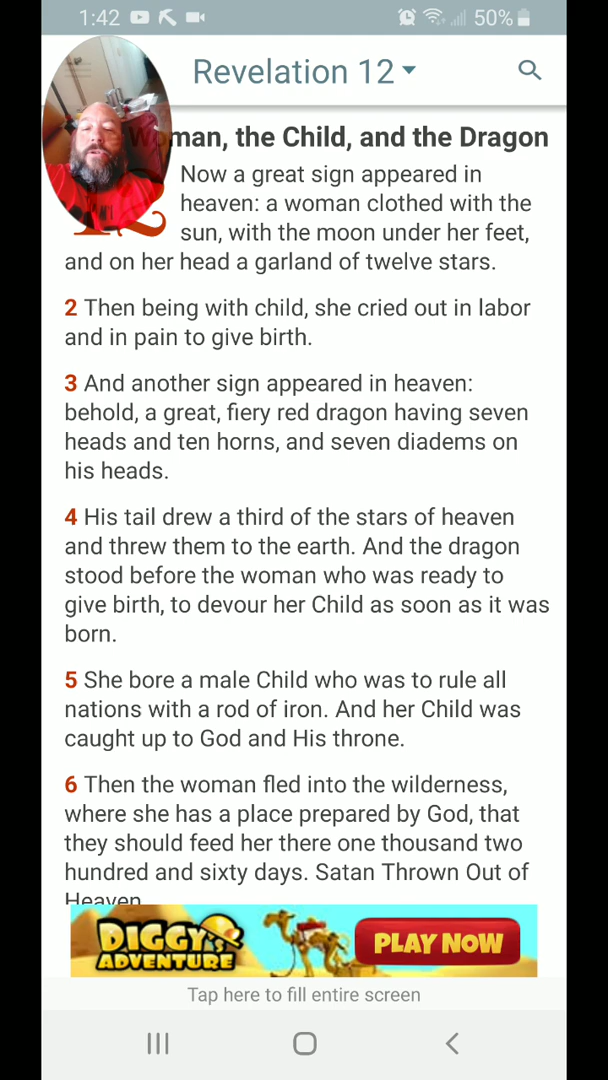 1:42 50%
Revelation 12
man, the Child, and the Dragon
Now a great sign appeared in
heaven: a woman clothed with the
sun, with the moon under her feet,
and on her head a garland of twelve stars.
2 Then being with child, she cried out in labor
and in pain to give birth.
3 And another sign appeared in heaven:
behold, a great, fiery red dragon having seven
heads and ten horns, and seven diadems on
his heads.
4 His tail drew a third of the stars of heaven
and threw them to the earth. And the dragon
stood before the woman who was ready to
give birth, to devour her Child as soon as it was
born.
5 She bore a male Child who was to rule all
nations with a rod of iron. And her Child was
caught up to God and His throne.
6 Then the woman fled into the wilderness,
where she has a place prepared by God, that
they should feed her there one thousand two
hundred and sixty days. Satan Thrown Out of
Heaven
DIGGY'S
ADVENTURE
PLAY NOW
Tap here to fill entire screen